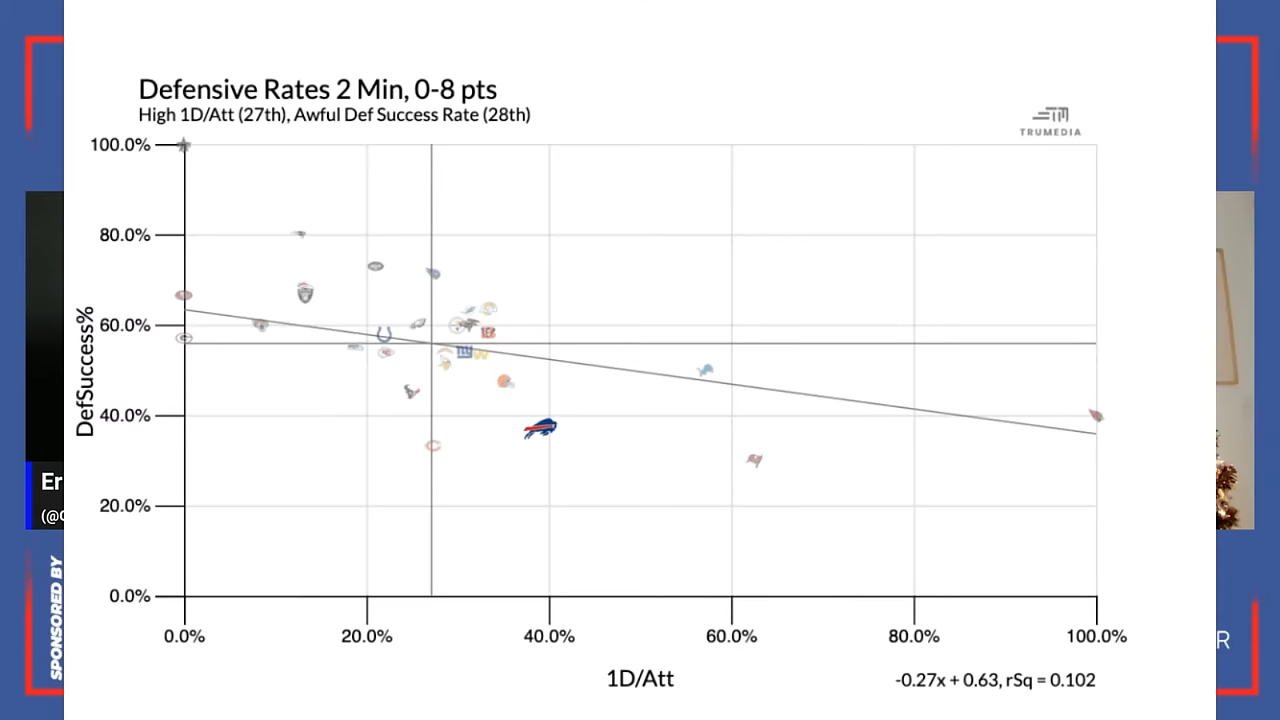 Defensive Rates 2 Min, 0-8 pts
High 1D/Att (27th), Awful Def Success Rate (28th)
TRUMEDIA
100.0%
80.0%
60.0%
40.0%
20.0%
0.0%
DefSuccess%
0.0%
20.0%
40.0%
60.0%
80.0%
100.0%
1D/Att
-0.27x + 0.63, rSq = 0.102
Er
(@
SPONSORED BY
R